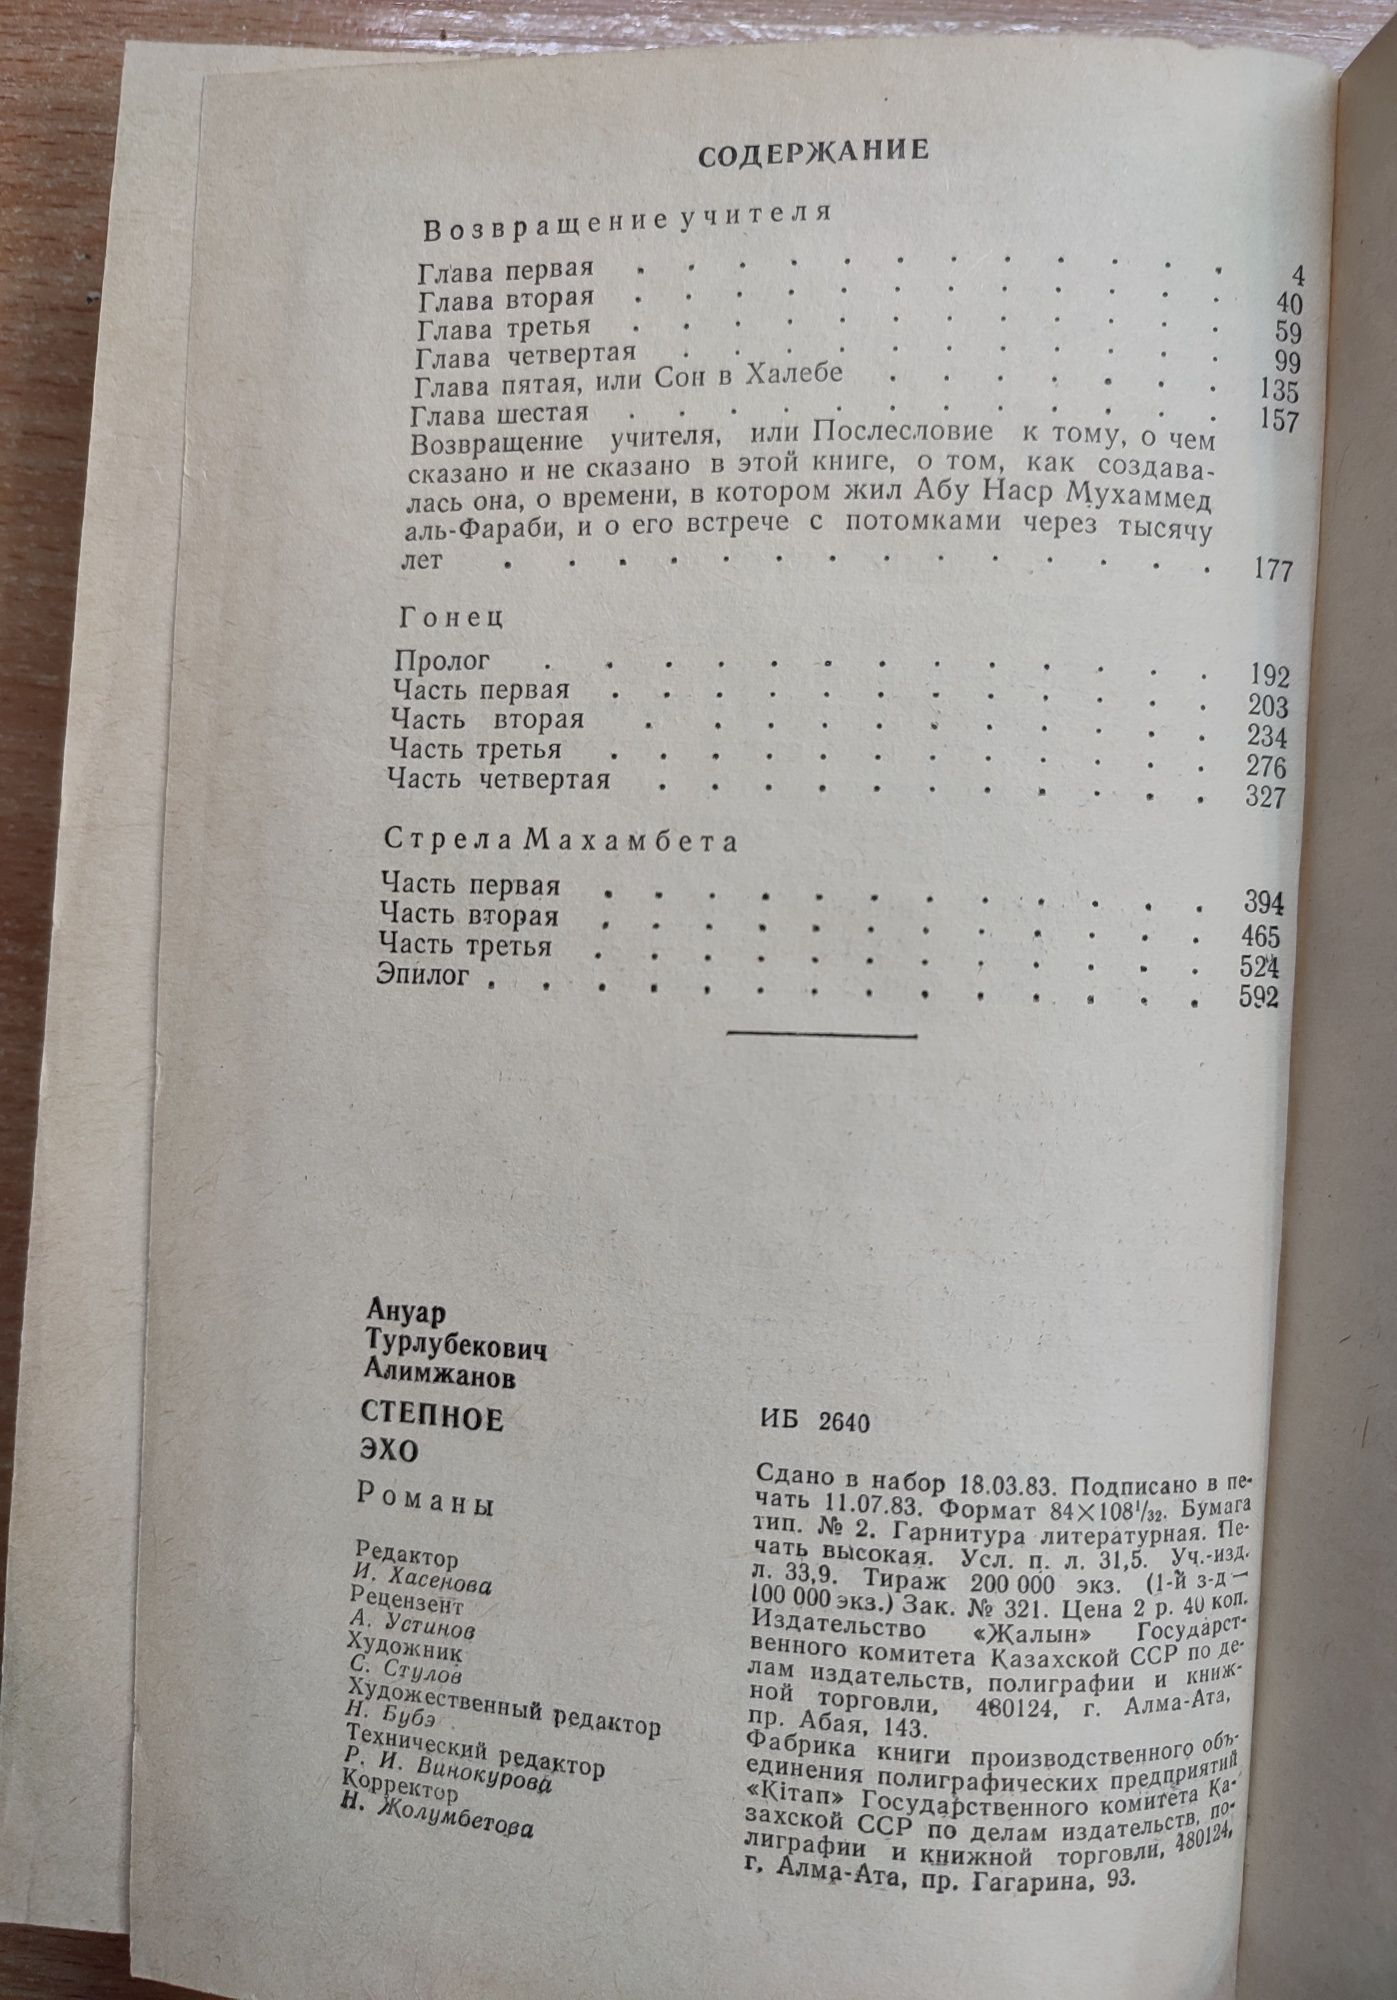 СОДЕРЖАНИЕ
Возвращение учителя
Глава первая . . . . . . . . . . . . 4
Глава вторая . . . . . . . . . . . . 40
Глава третья . . . . . . . . . . . . 59
Глава четвертая . . . . . . . . . . . 99
Глава пятая, или Сон в Халебе . . . . . . . 135
Глава шестая . . . . . . . . . . . . 157
Возвращение учителя, или Послесловие к тому, о чем
сказано и не сказано в этой книге, о том, как создава-
лась она, о времени, в котором жил Абу Наср Мухаммед
аль-Фараби, и о его встрече с потомками через тысячу
лет . . . . . . . . . . . . . . 177
Гонец
Пролог . . . . . . . . . . . . . 192
Часть первая . . . . . . . . . . . . 203
Часть вторая . . . . . . . . . . . 234
Часть третья . . . . . . . . . . . . 276
Часть четвертая . . . . . . . . . . . 327
Стрела Махамбета
Часть первая . . . . . . . . . . . . 394
Часть вторая . . . . . . . . . . . . 465
Часть третья . . . . . . . . . . . . 524
Эпилог . . . . . . . . . . . . . . 592
Ануар
Турлубекович
Алимжанов
СТЕПНОЕ
ЭХО
Романы
Редактор
И. Хасенова
Рецензент
А. Устинов
Художник
С. Стулов
Художественный редактор
Н. Бубэ
Технический редактор
Р. И. Винокурова
Корректор
Н. Жолумбетова
ИБ 2640
Сдано в набор 18.03.83. Подписано в пе-
чать 11.07.83. Формат 84×108¹/₃₂. Бумага
тип. № 2. Гарнитура литературная. Пе-
чать высокая. Усл. п. л. 31,5. Уч.-изд.
л. 33,9. Тираж 200 000 экз. (1-й з-д —
100 000 экз.) Зак. № 321. Цена 2 р. 40 коп.
Издательство «Жалын» Государст-
венного комитета Казахской ССР по де-
лам издательств, полиграфии и книж-
ной торговли, 480124, г. Алма-Ата,
пр. Абая, 143.
Фабрика книги производственного объ-
единения полиграфических предприятий
«Кітап» Государственного комитета Ка-
захской ССР по делам издательств, по-
лиграфии и книжной торговли, 480124,
г. Алма-Ата, пр. Гагарина, 93.